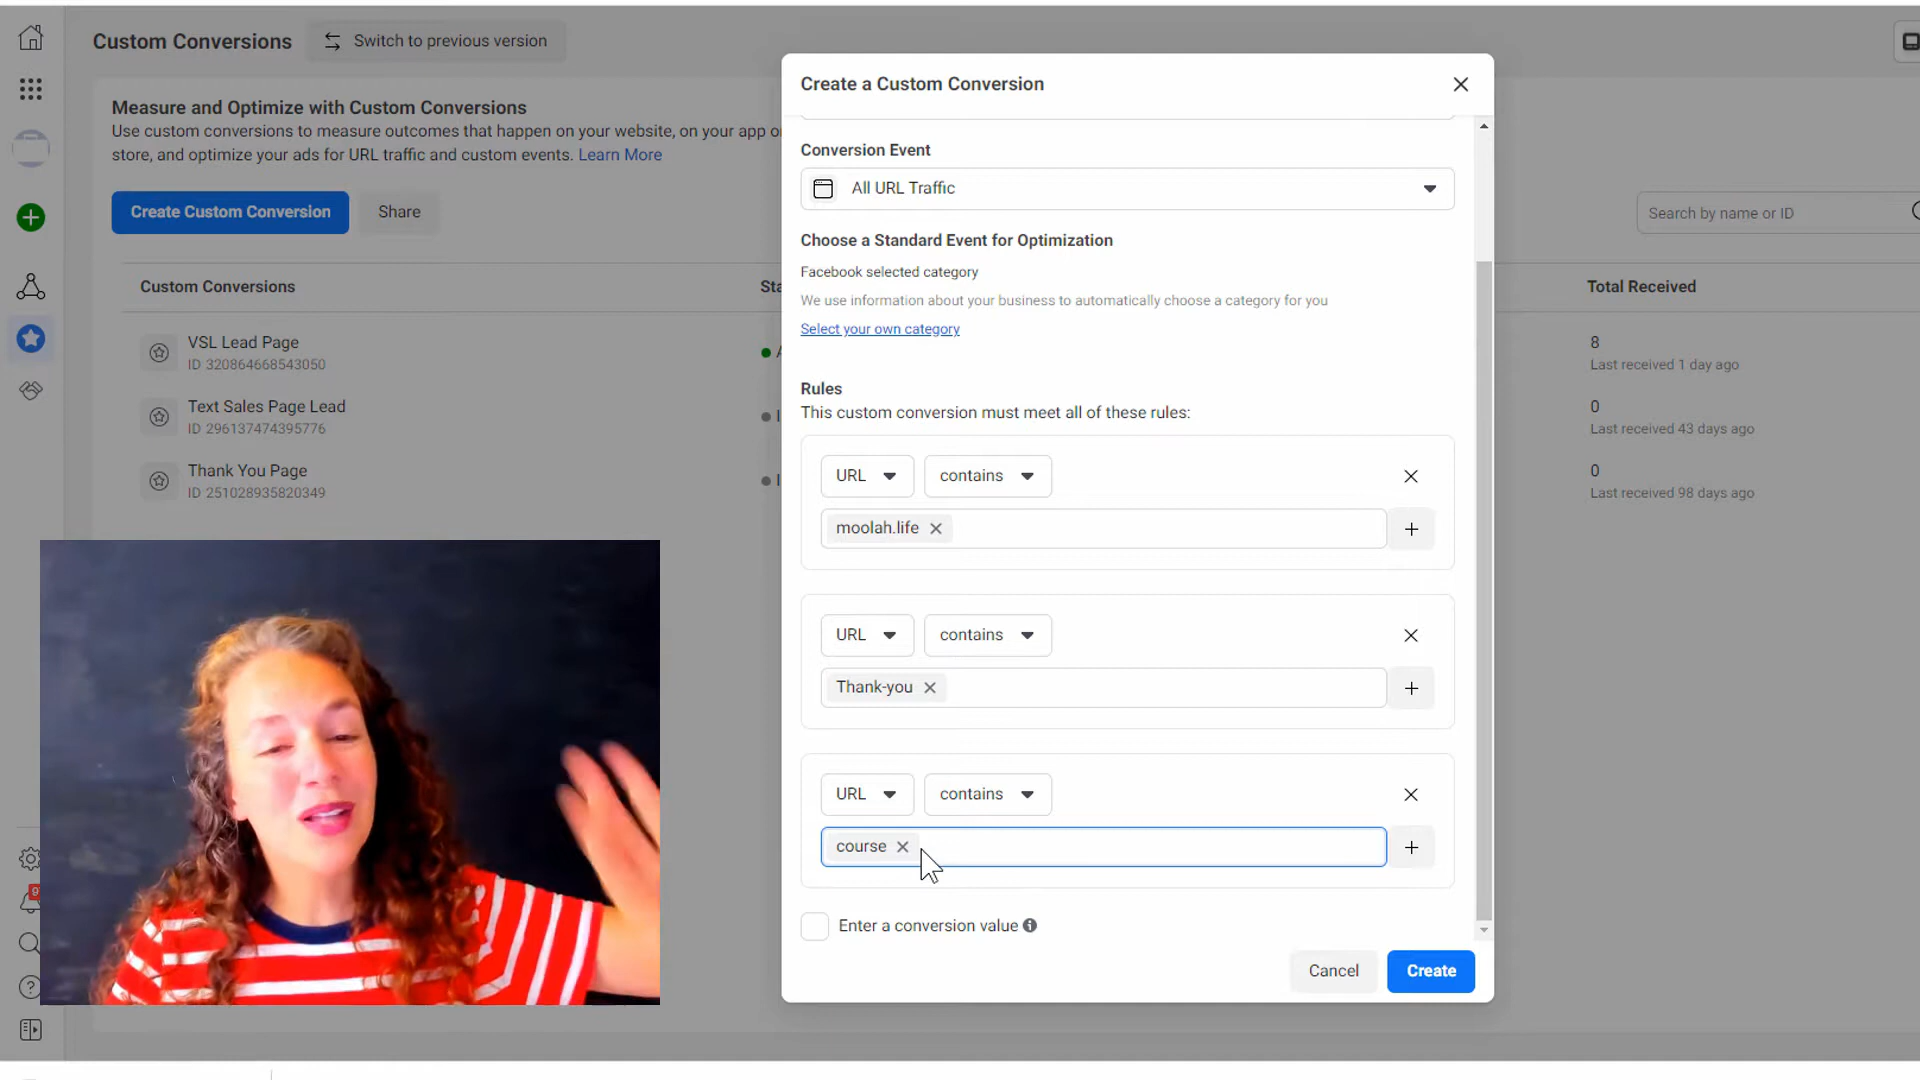 Custom Conversions
Switch to previous version
Measure and Optimize with Custom Conversions
Use custom conversions to measure outcomes that happen on your website, on your app or
store, and optimize your ads for URL traffic and custom events. Learn More
Create Custom Conversion
Share
Search by name or ID
Custom Conversions
Total Received
VSL Lead Page
ID 320864668543050
8
Last received 1 day ago
Text Sales Page Lead
ID 296137474395776
0
Last received 43 days ago
Thank You Page
ID 251028935820349
0
Last received 98 days ago
Create a Custom Conversion
Conversion Event
All URL Traffic
Choose a Standard Event for Optimization
Facebook selected category
We use information about your business to automatically choose a category for you
Select your own category
Rules
This custom conversion must meet all of these rules:
URL contains
moolah.life
URL contains
Thank-you
URL contains
course
Enter a conversion value
Cancel
Create